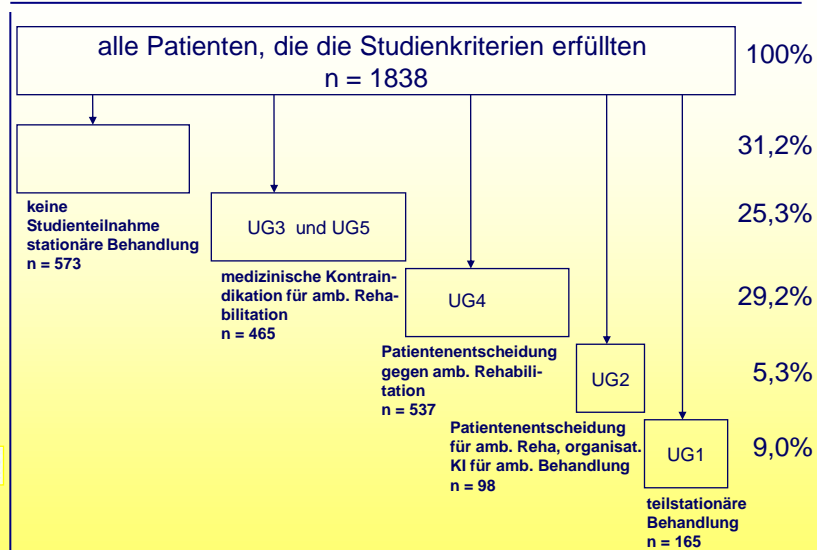 alle Patienten, die die Studienkriterien erfüllten
n = 1838
100%
31,2%
keine
Studienteilnahme
stationäre Behandlung
n = 573
UG3 und UG5
25,3%
medizinische Kontrain-
dikation für amb. Reha-
bilitation
n = 465
UG4
29,2%
Patientenentscheidung
gegen amb. Rehabili-
tation
n = 537
UG2
5,3%
Patientenentscheidung
für amb. Reha, organisat.
KI für amb. Behandlung
n = 98
UG1
9,0%
teilstationäre
Behandlung
n = 165